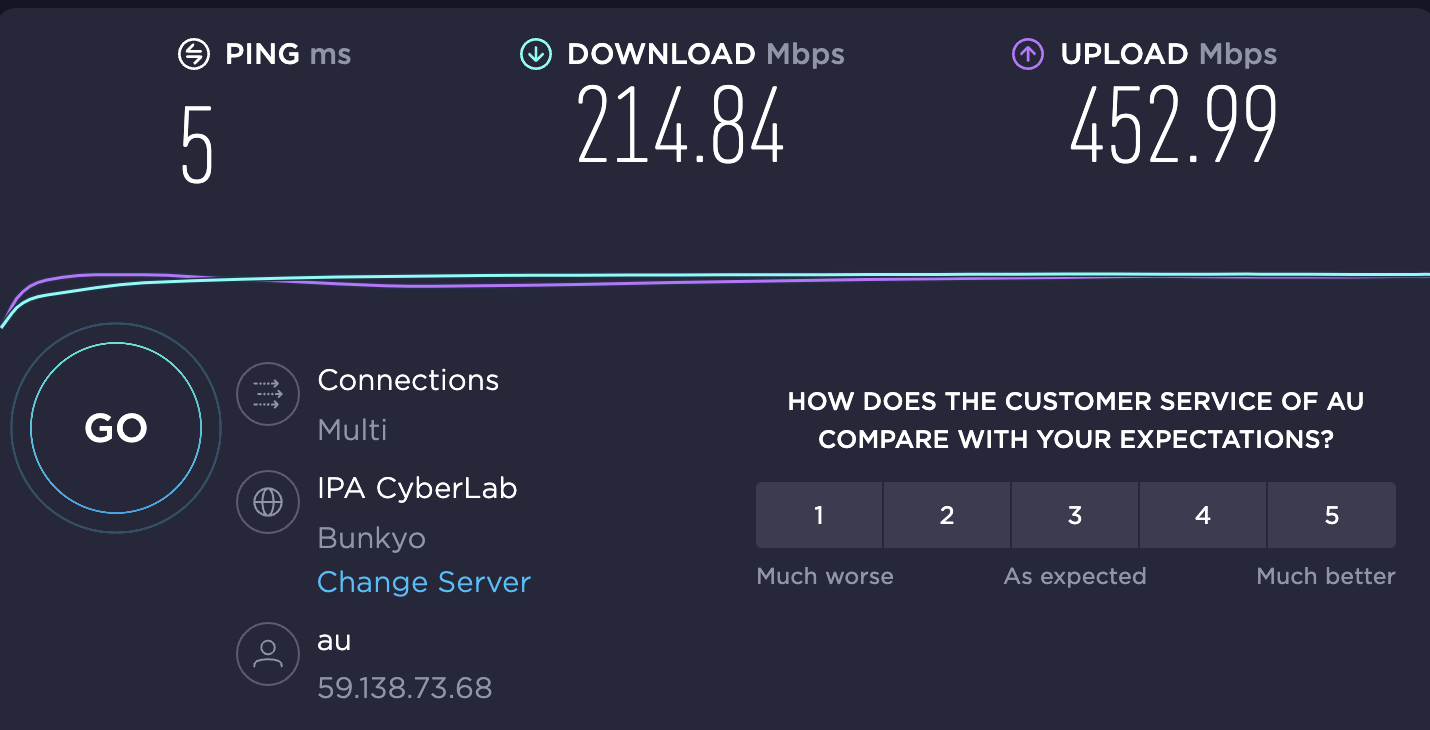 PING ms
DOWNLOAD Mbps
UPLOAD Mbps
5
214.84
452.99
GO
Connections
Multi
IPA CyberLab
Bunkyo
Change Server
au
59.138.73.68
HOW DOES THE CUSTOMER SERVICE OF AU
COMPARE WITH YOUR EXPECTATIONS?
1 2 3 4 5
Much worse As expected Much better